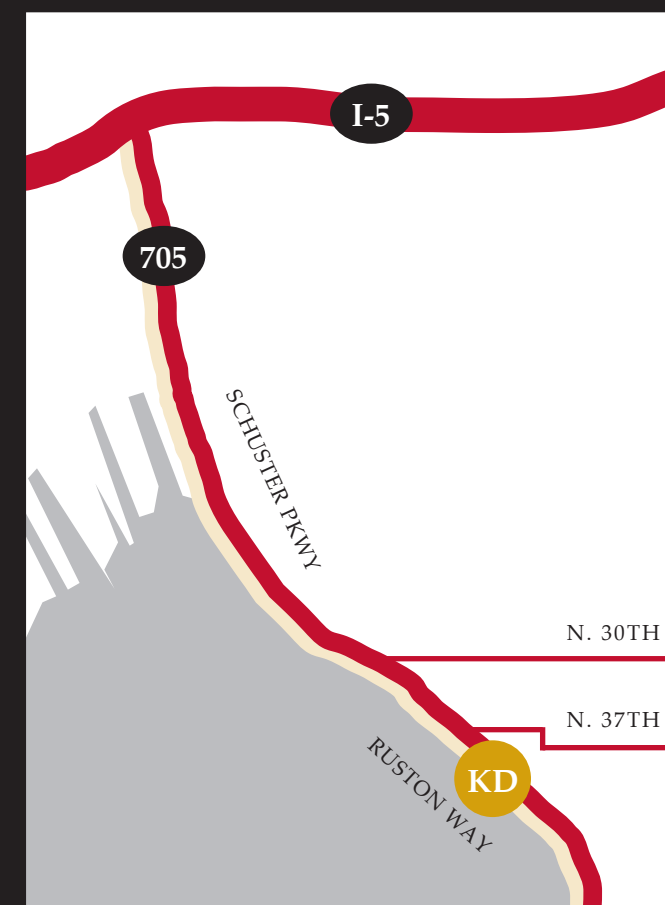 I-5
705
SCHUSTER PKWY
N. 30TH
N. 37TH
RUSTON WAY
KD